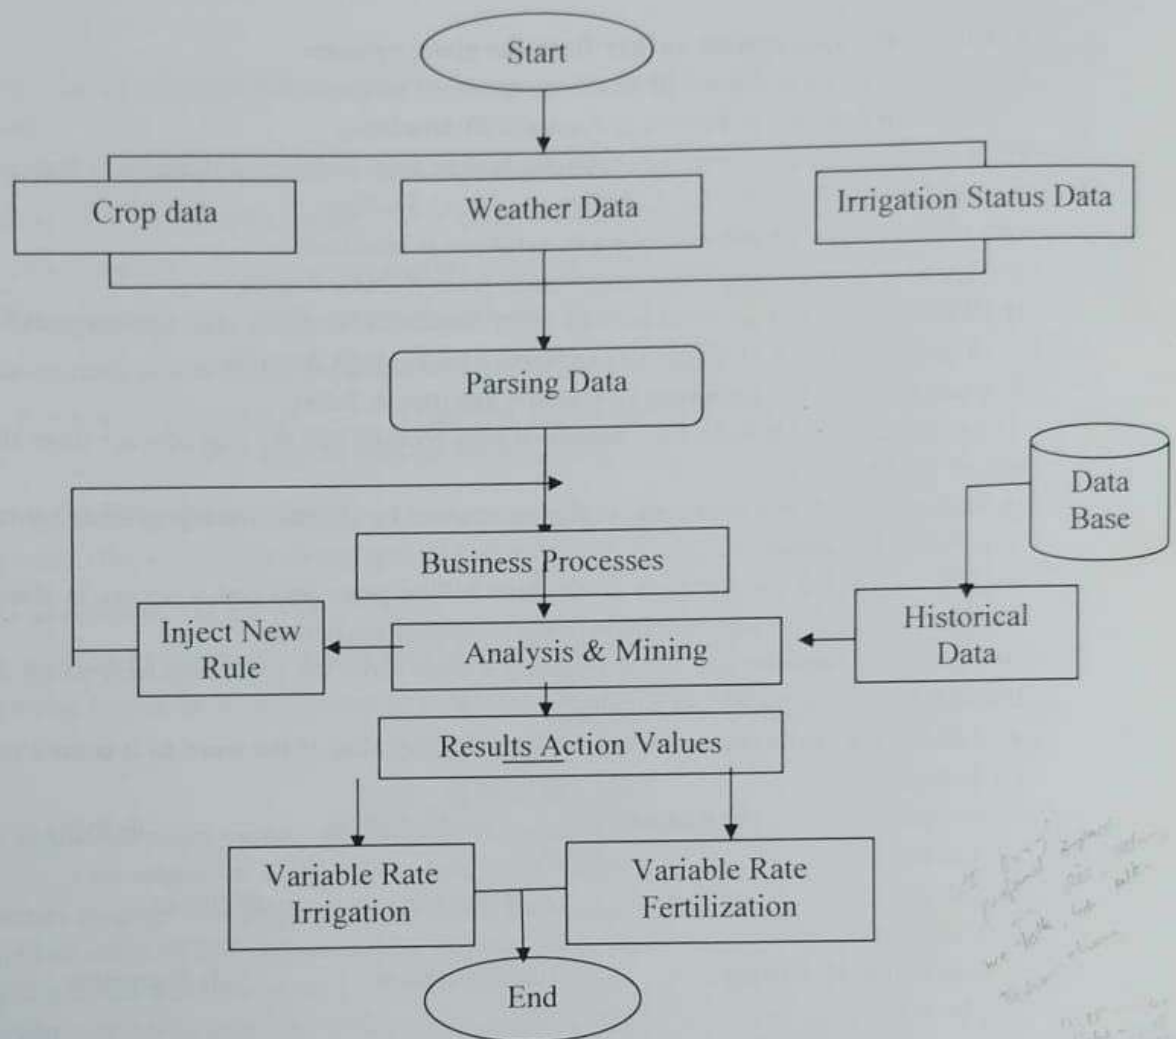 Start
Crop data
Weather Data
Irrigation Status Data
Parsing Data
Data
Base
Business Processes
Historical
Data
Inject New
Rule
Analysis & Mining
Results Action Values
Variable Rate
Irrigation
Variable Rate
Fertilization
End